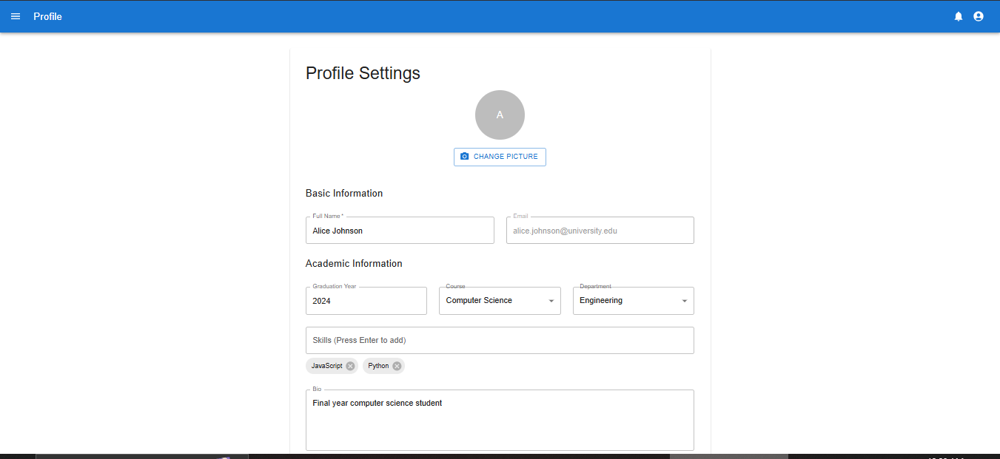 Profile
Profile Settings
A
CHANGE PICTURE
Basic Information
Full Name *
Email
Alice Johnson
alice.johnson@university.edu
Academic Information
Graduation Year
Course
Department
2024
Computer Science
Engineering
Skills (Press Enter to add)
JavaScript
Python
Bio
Final year computer science student